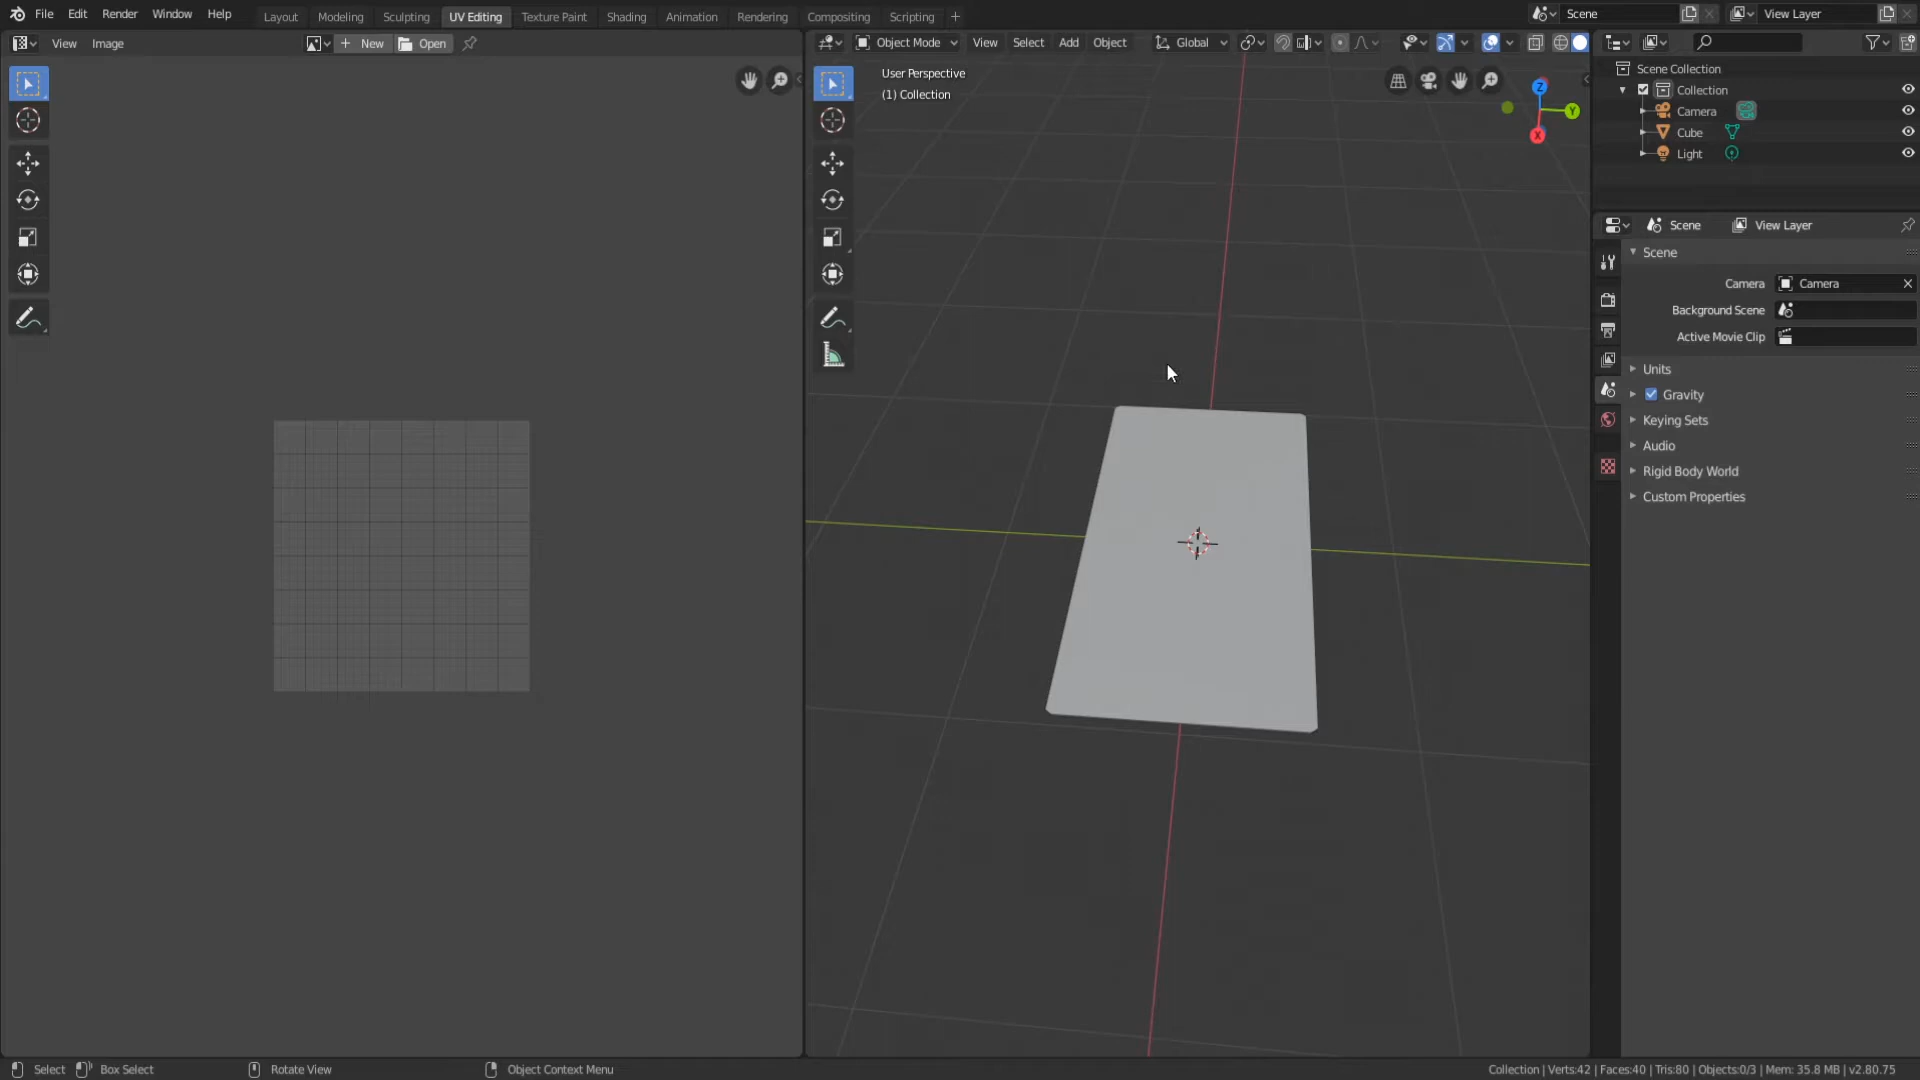 File Edit Render Window Help Layout Modeling Sculpting UV Editing Texture Paint Shading Animation Rendering Compositing Scripting + Scene View Layer
View Image + New Open
Object Mode View Select Add Object Global
User Perspective
(1) Collection
Z
Y
X
Scene Collection
Collection
Camera
Cube
Light
Scene View Layer
Scene
Camera Camera
Background Scene
Active Movie Clip
Units
Gravity
Keying Sets
Audio
Rigid Body World
Custom Properties
Select Box Select Rotate View Object Context Menu Collection | Verts:42 | Faces:40 | Tris:80 | Objects:0/3 | Mem: 35.8 MB | v2.80.75